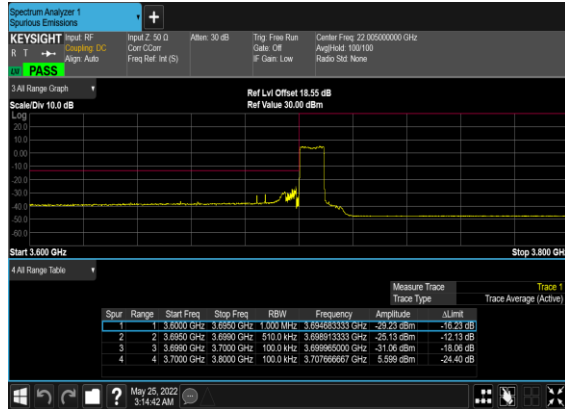 Spectrum Analyzer 1
Spurious Emissions
+
KEYSIGHT Input: RF Input Z: 50 Ω Atten: 30 dB Trig: Free Run Center Freq: 22.005000000 GHz
R T Coupling: DC Corr CCorr Gate: Off Avg|Hold: 100/100
Align: Auto Freq Ref: Int (S) IF Gain: Low Radio Std: None
LV PASS
3 All Range Graph
Ref Lvl Offset 18.55 dB
Scale/Div 10.0 dB Ref Value 30.00 dBm
Log
20.0
10.0
0.00
-10.0
-20.0
-30.0
-40.0
-50.0
-60.0
Start 3.600 GHz Stop 3.800 GHz
4 All Range Table
Measure Trace Trace 1
Trace Type Trace Average (Active)
Spur Range Start Freq Stop Freq RBW Frequency Amplitude ΔLimit
1 1 3.6000 GHz 3.6950 GHz 1.000 MHz 3.694683333 GHz -29.23 dBm -16.23 dB
2 2 3.6950 GHz 3.6990 GHz 510.0 kHz 3.698913333 GHz -25.13 dBm -12.13 dB
3 3 3.6990 GHz 3.7000 GHz 100.0 kHz 3.699965000 GHz -31.06 dBm -18.06 dB
4 4 3.7000 GHz 3.8000 GHz 100.0 kHz 3.707666667 GHz 5.599 dBm -24.40 dB
? May 25, 2022
3:14:42 AM